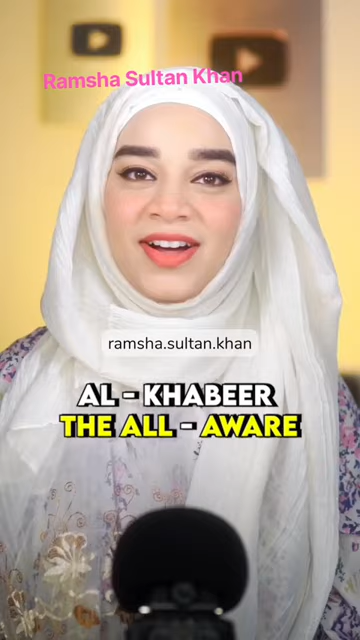 Ramsha Sultan Khan
ramsha.sultan.khan
AL - KHABEER
THE ALL - AWARE